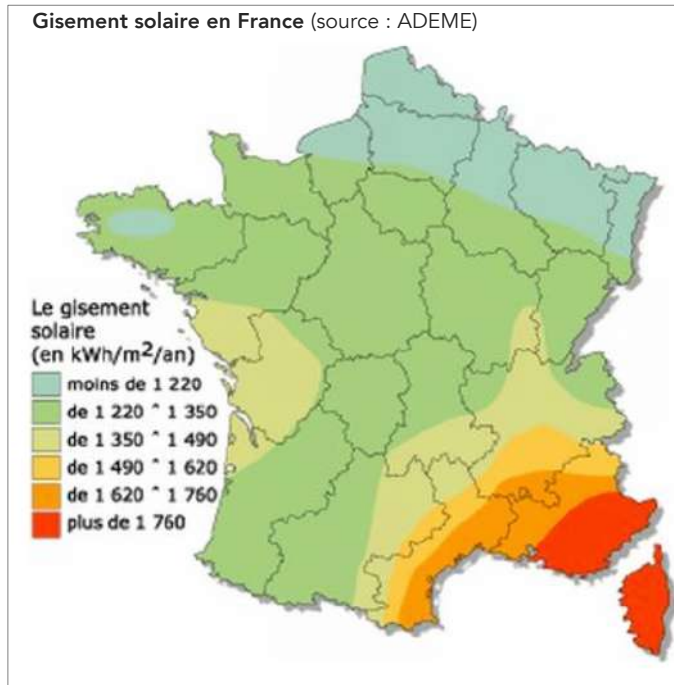 Gisement solaire en France (source : ADEME)
Le gisement
solaire
(en kWh/m²/an)
moins de 1 220
de 1 220 ^ 1 350
de 1 350 ^ 1 490
de 1 490 ^ 1 620
de 1 620 ^ 1 760
plus de 1 760